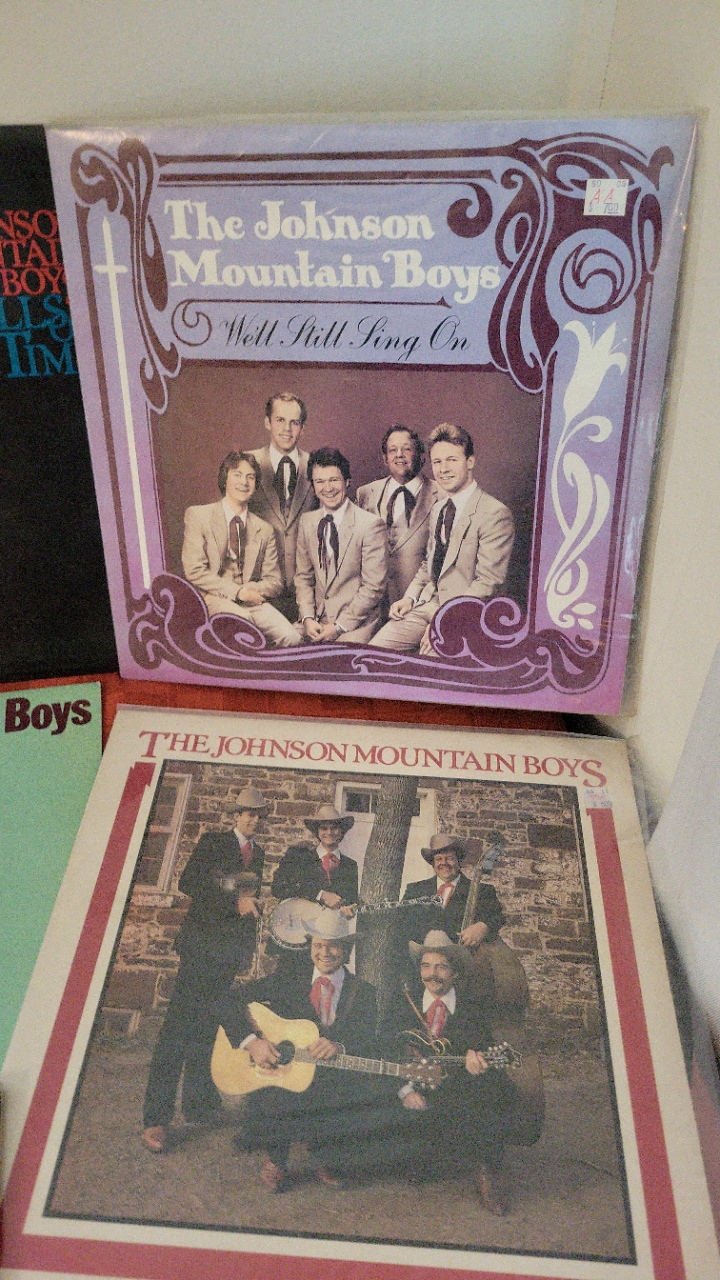 The Johnson
Mountain Boys
We'll Still Sing On
Boys
THE JOHNSON MOUNTAIN BOYS